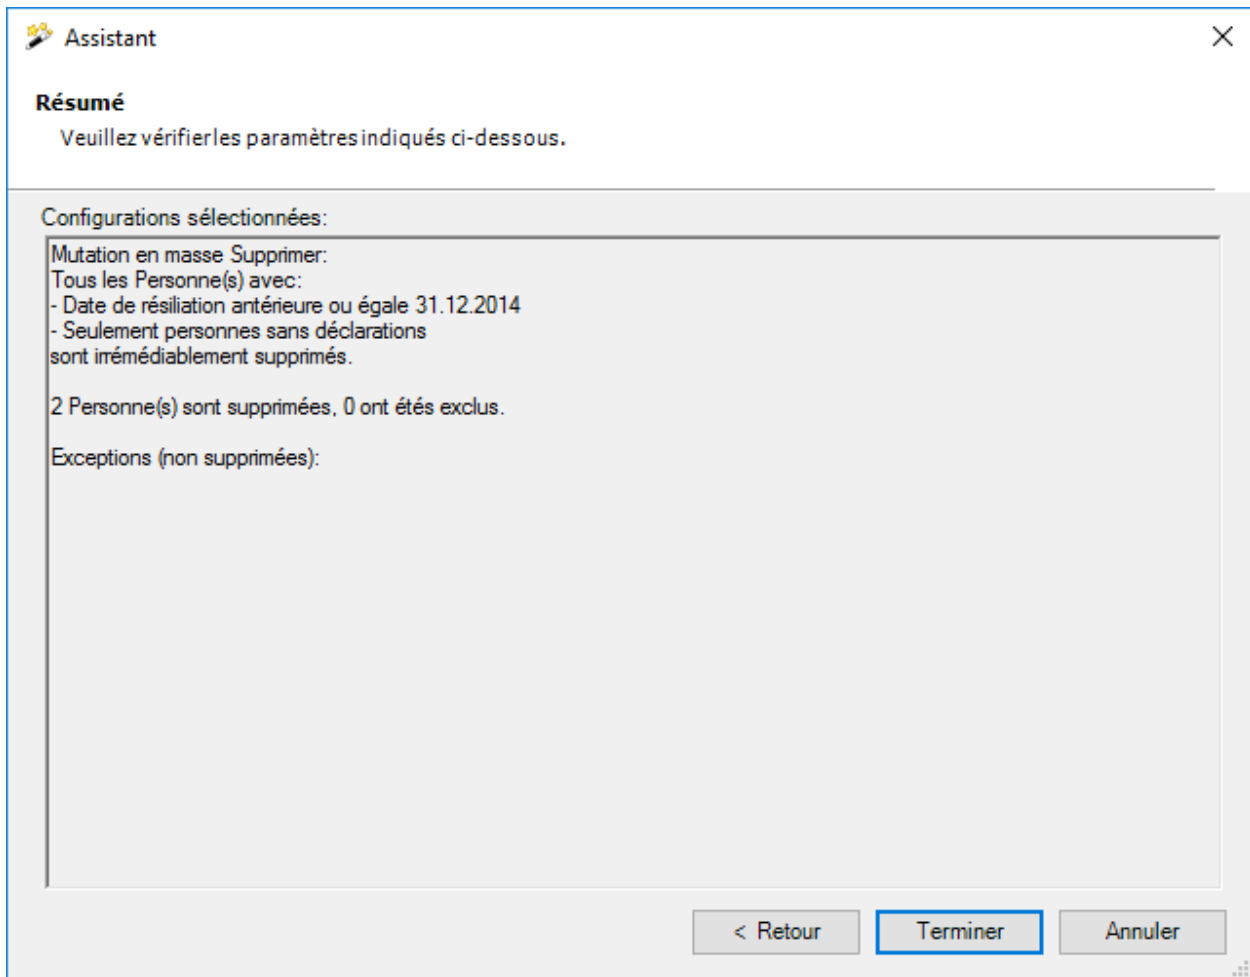 Assistant
Résumé
Veuillez vérifier les paramètres indiqués ci-dessous.
Configurations sélectionnées:
Mutation en masse Supprimer:
Tous les Personne(s) avec:
- Date de résiliation antérieure ou égale 31.12.2014
- Seulement personnes sans déclarations
sont irrémédiablement supprimés.
2 Personne(s) sont supprimées, 0 ont étés exclus.
Exceptions (non supprimées):
< Retour
Terminer
Annuler